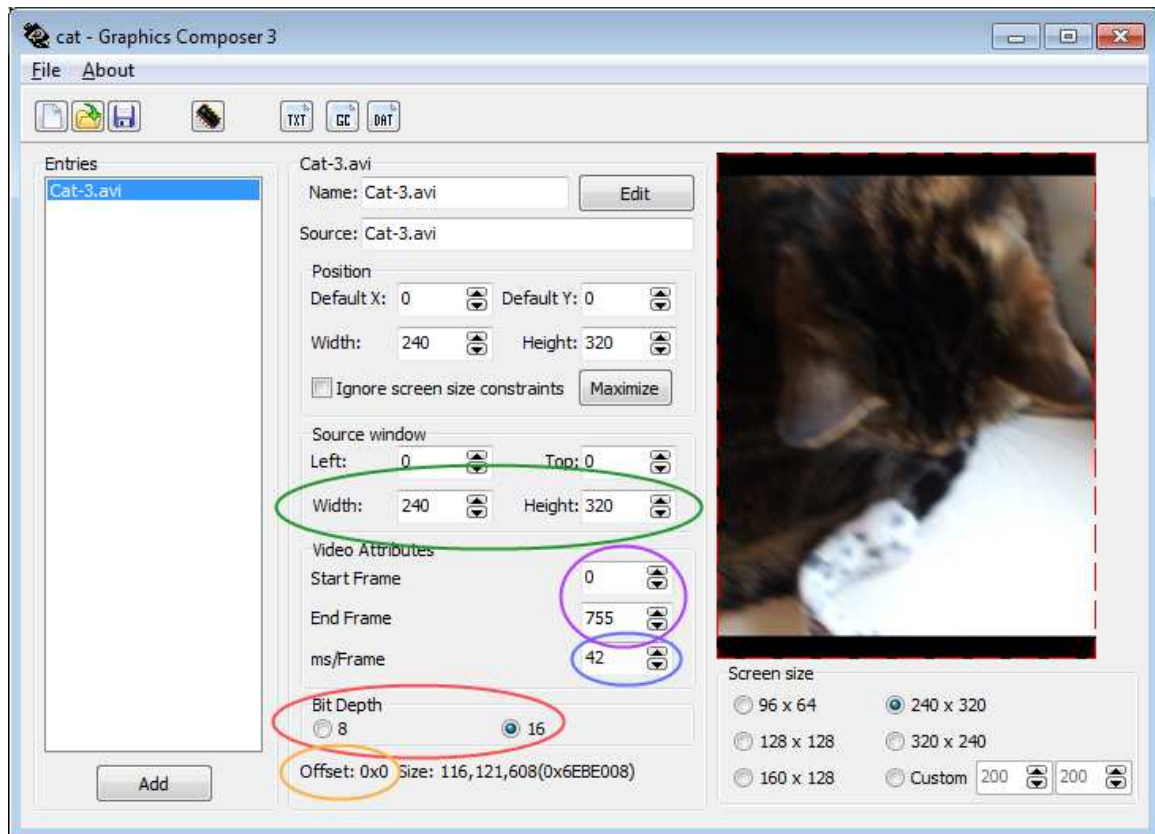 cat - Graphics Composer 3
File About
TXT GC DAT
Entries
Cat-3.avi
Add
Cat-3.avi
Name: Cat-3.avi Edit
Source: Cat-3.avi
Position
Default X: 0 Default Y: 0
Width: 240 Height: 320
Ignore screen size constraints Maximize
Source window
Left: 0 Top: 0
Width: 240 Height: 320
Video Attributes
Start Frame 0
End Frame 755
ms/Frame 42
Bit Depth
8 16
Offset: 0x0 Size: 116,121,608(0x6EBE008)
Screen size
96 x 64 240 x 320
128 x 128 320 x 240
160 x 128 Custom 200 200